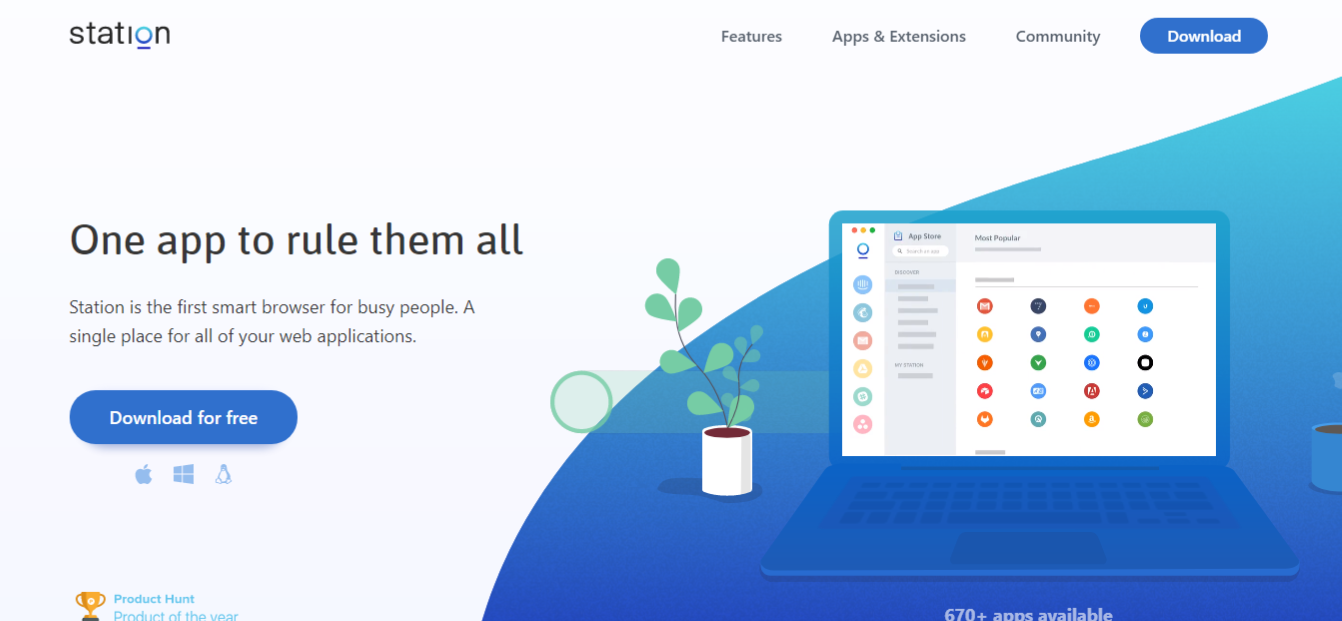 station
Features
Apps & Extensions
Community
Download
One app to rule them all
Station is the first smart browser for busy people. A
single place for all of your web applications.
Download for free
App Store
Search an app
DISCOVER
MY STATION
Most Popular
Product Hunt
Product of the year
670+ apps available